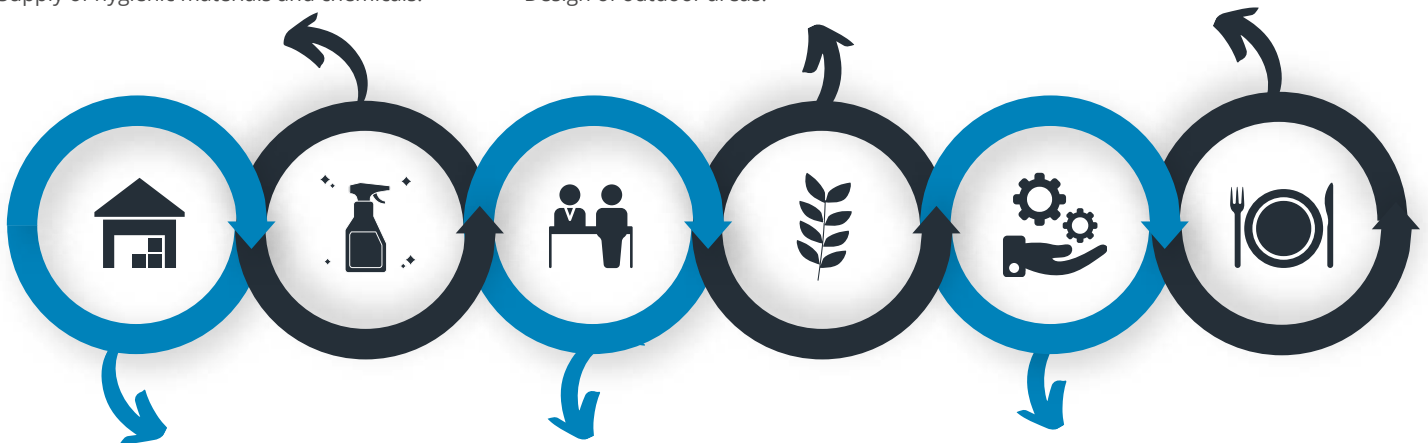 Supply of hygienic materials and chemicals.
Design of outdoor areas.